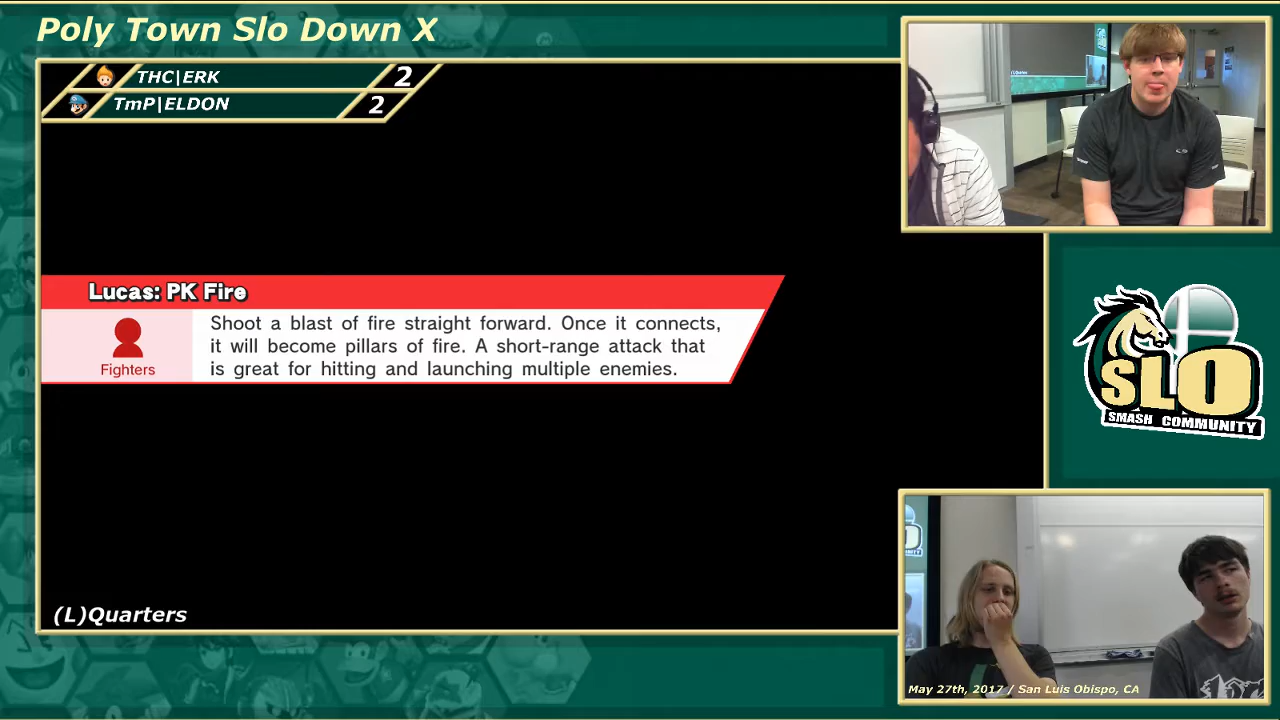 Poly Town Slo Down X
THC|ERK 2
TmP|ELDON 2
Lucas: PK Fire
Fighters
Shoot a blast of fire straight forward. Once it connects,
it will become pillars of fire. A short-range attack that
is great for hitting and launching multiple enemies.
(L)Quarters
SLO
SMASH COMMUNITY
May 27th, 2017 / San Luis Obispo, CA